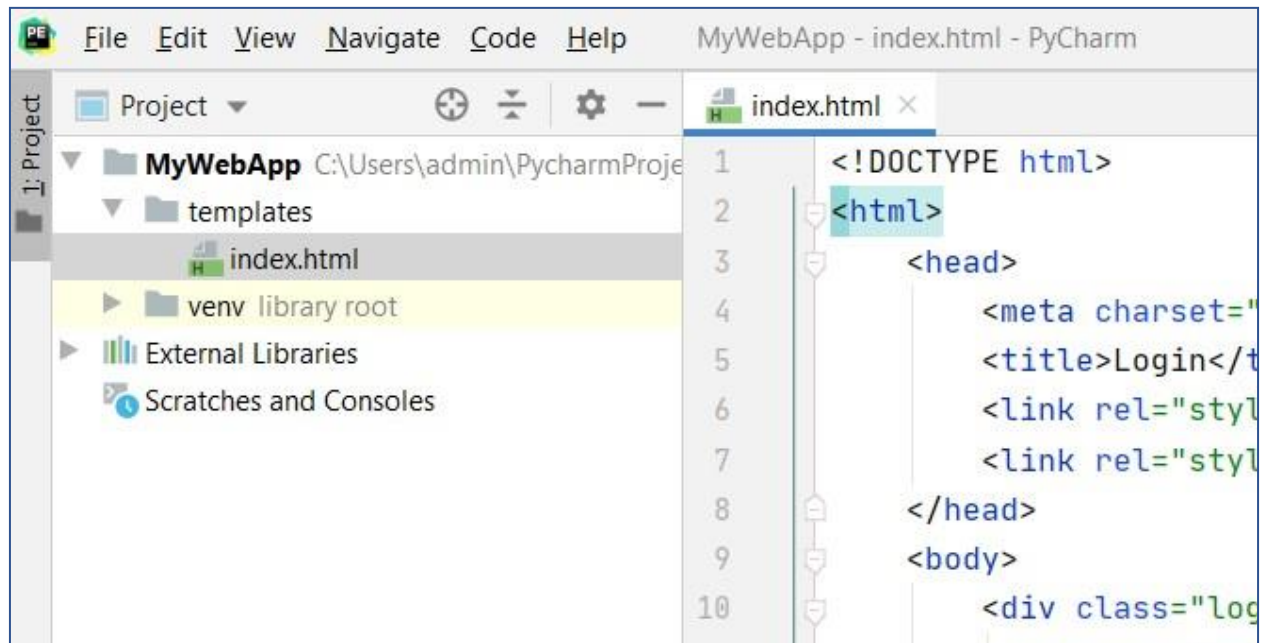 PE File Edit View Navigate Code Help MyWebApp - index.html - PyCharm
1: Project
Project
MyWebApp C:\Users\admin\PycharmProje
templates
index.html
venv library root
External Libraries
Scratches and Consoles
index.html
1 <!DOCTYPE html>
2 <html>
3 <head>
4 <meta charset="
5 <title>Login</t
6 <link rel="styl
7 <link rel="styl
8 </head>
9 <body>
10 <div class="log